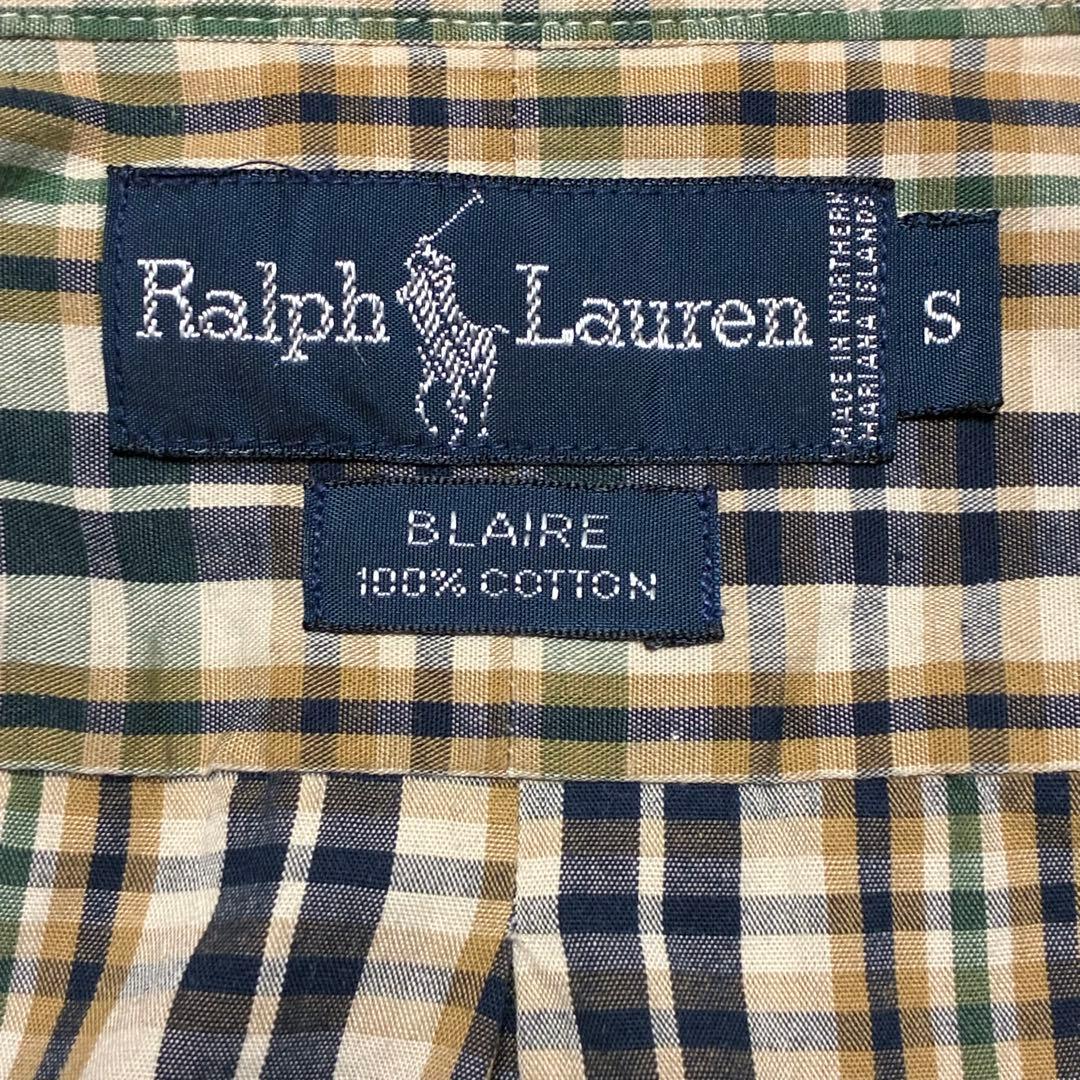 Ralph Lauren
MADE IN NORTHERN
MARIANA ISLANDS
S
BLAIRE
100% COTTON